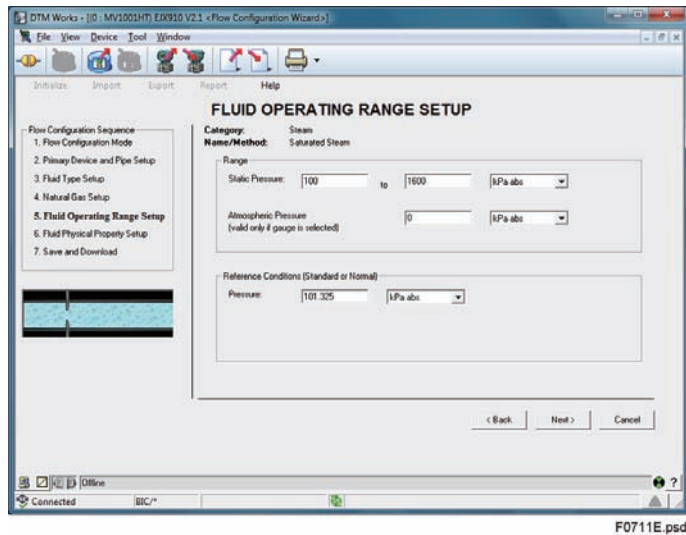 DTM Works - [(0 : MV1001HT) EJX910 V2.1 <Flow Configuration Wizard>]
File View Device Tool Window
Initialize Import Export Report Help
FLUID OPERATING RANGE SETUP
Flow Configuration Sequence
1. Flow Configuration Mode
2. Primary Device and Pipe Setup
3. Fluid Type Setup
4. Natural Gas Setup
5. Fluid Operating Range Setup
6. Fluid Physical Property Setup
7. Save and Download
Category: Steam
Name/Method: Saturated Steam
Range
Static Pressure: 100 to 1600 kPa abs
Atmospheric Pressure
(valid only if gauge is selected) 0 kPa abs
Reference Conditions (Standard or Normal)
Pressure: 101.325 kPa abs
< Back Next > Cancel
Offline
Connected BIC/*
F0711E.psd